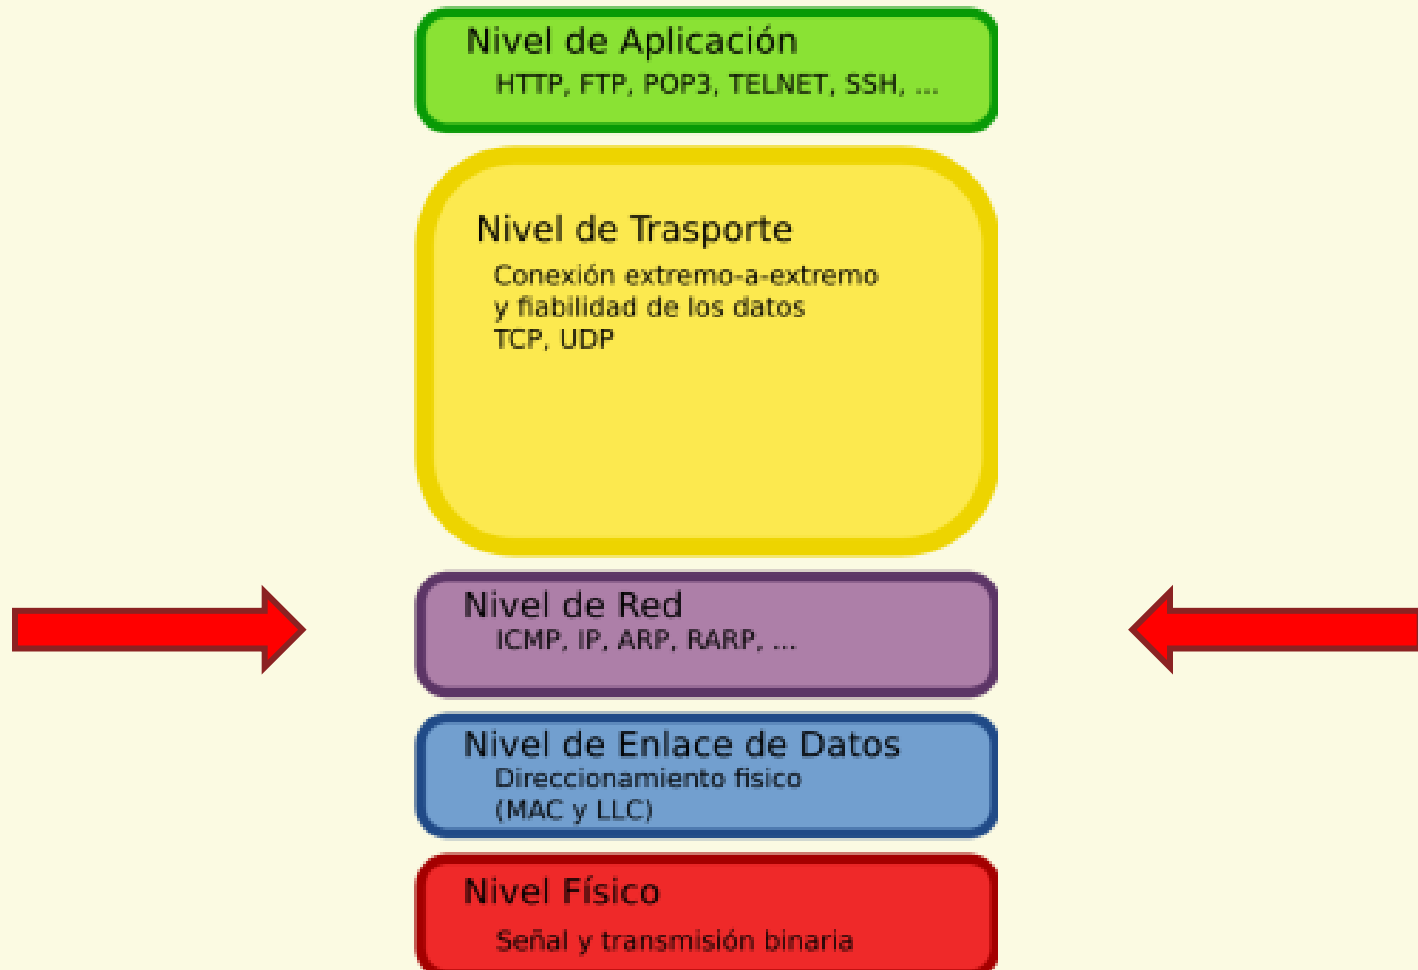 Nivel de Aplicación
HTTP, FTP, POP3, TELNET, SSH, ...
Nivel de Trasporte
Conexión extremo-a-extremo
y fiabilidad de los datos
TCP, UDP
Nivel de Red
ICMP, IP, ARP, RARP, ...
Nivel de Enlace de Datos
Direccionamiento fisico
(MAC y LLC)
Nivel Físico
Señal y transmisión binaria